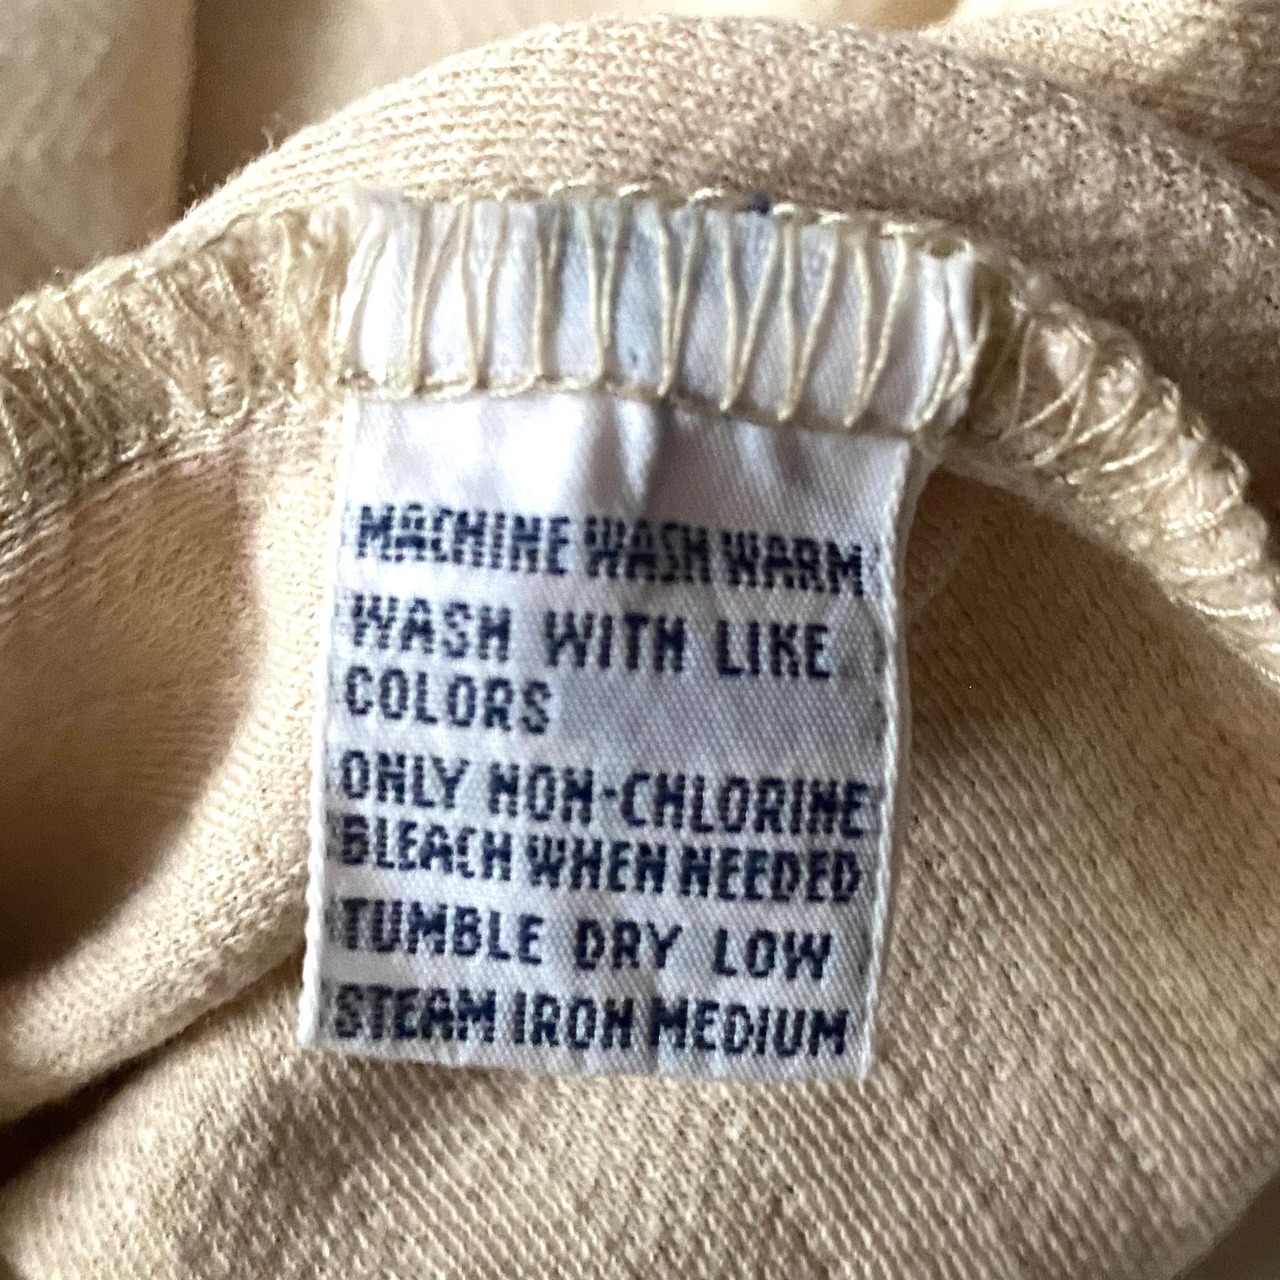 MACHINE WASH WARM
WASH WITH LIKE
COLORS
ONLY NON-CHLORINE
BLEACH WHEN NEEDED
TUMBLE DRY LOW
STEAM IRON MEDIUM